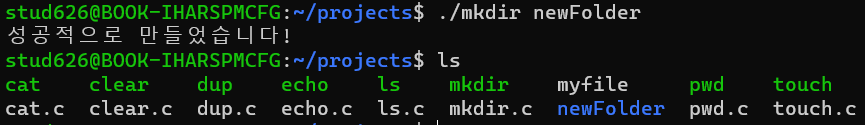 stud626@BOOK-IHARSPMCFG:~/projects$ ./mkdir newFolder
성공적으로 만들었습니다!
stud626@BOOK-IHARSPMCFG:~/projects$ ls
cat clear dup echo ls mkdir myfile pwd touch
cat.c clear.c dup.c echo.c ls.c mkdir.c newFolder pwd.c touch.c